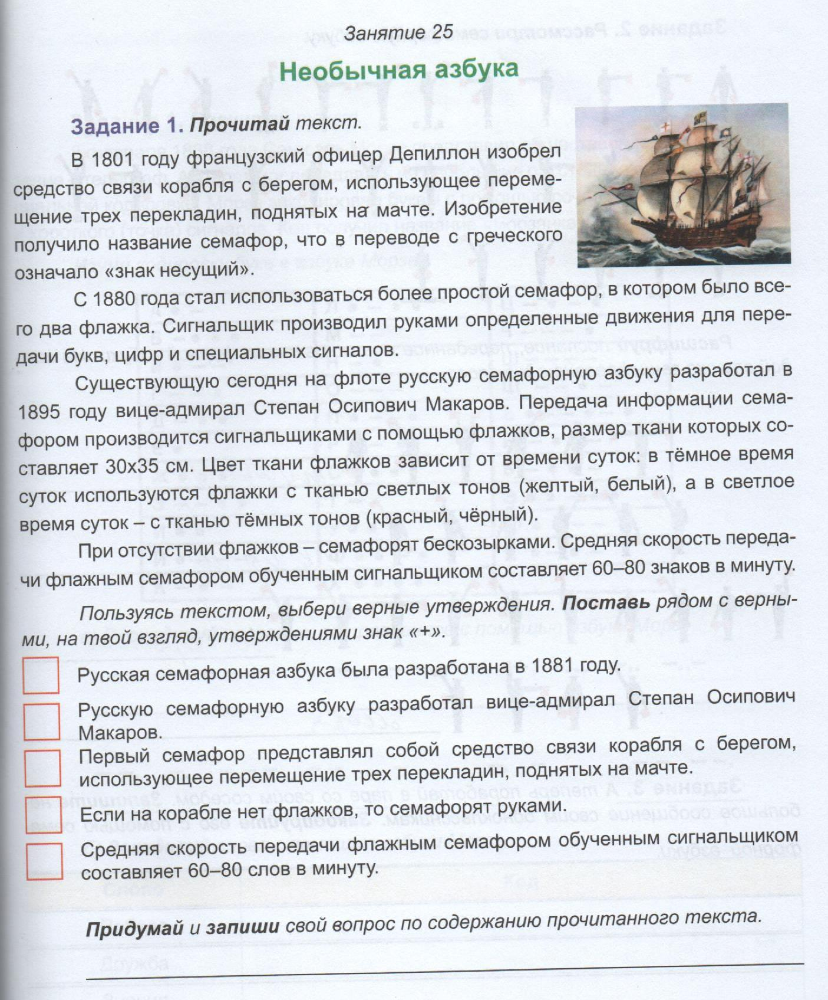 Занятие 25
Необычная азбука
Задание 1. Прочитай текст.
В 1801 году французский офицер Депиллон изобрел
средство связи корабля с берегом, использующее переме-
щение трех перекладин, поднятых на мачте. Изобретение
получило название семафор, что в переводе с греческого
означало «знак несущий».
С 1880 года стал использоваться более простой семафор, в котором было все-
го два флажка. Сигнальщик производил руками определенные движения для пере-
дачи букв, цифр и специальных сигналов.
Существующую сегодня на флоте русскую семафорную азбуку разработал в
1895 году вице-адмирал Степан Осипович Макаров. Передача информации сема-
фором производится сигнальщиками с помощью флажков, размер ткани которых со-
ставляет 30х35 см. Цвет ткани флажков зависит от времени суток: в тёмное время
суток используются флажки с тканью светлых тонов (желтый, белый), а в светлое
время суток – с тканью тёмных тонов (красный, чёрный).
При отсутствии флажков – семафорят бескозырками. Средняя скорость переда-
чи флажным семафором обученным сигнальщиком составляет 60–80 знаков в минуту.
Пользуясь текстом, выбери верные утверждения. Поставь рядом с верны-
ми, на твой взгляд, утверждениями знак «+».
Русская семафорная азбука была разработана в 1881 году.
Русскую семафорную азбуку разработал вице-адмирал Степан Осипович
Макаров.
Первый семафор представлял собой средство связи корабля с берегом,
использующее перемещение трех перекладин, поднятых на мачте.
Если на корабле нет флажков, то семафорят руками.
Средняя скорость передачи флажным семафором обученным сигнальщиком
составляет 60–80 слов в минуту.
Придумай и запиши свой вопрос по содержанию прочитанного текста.